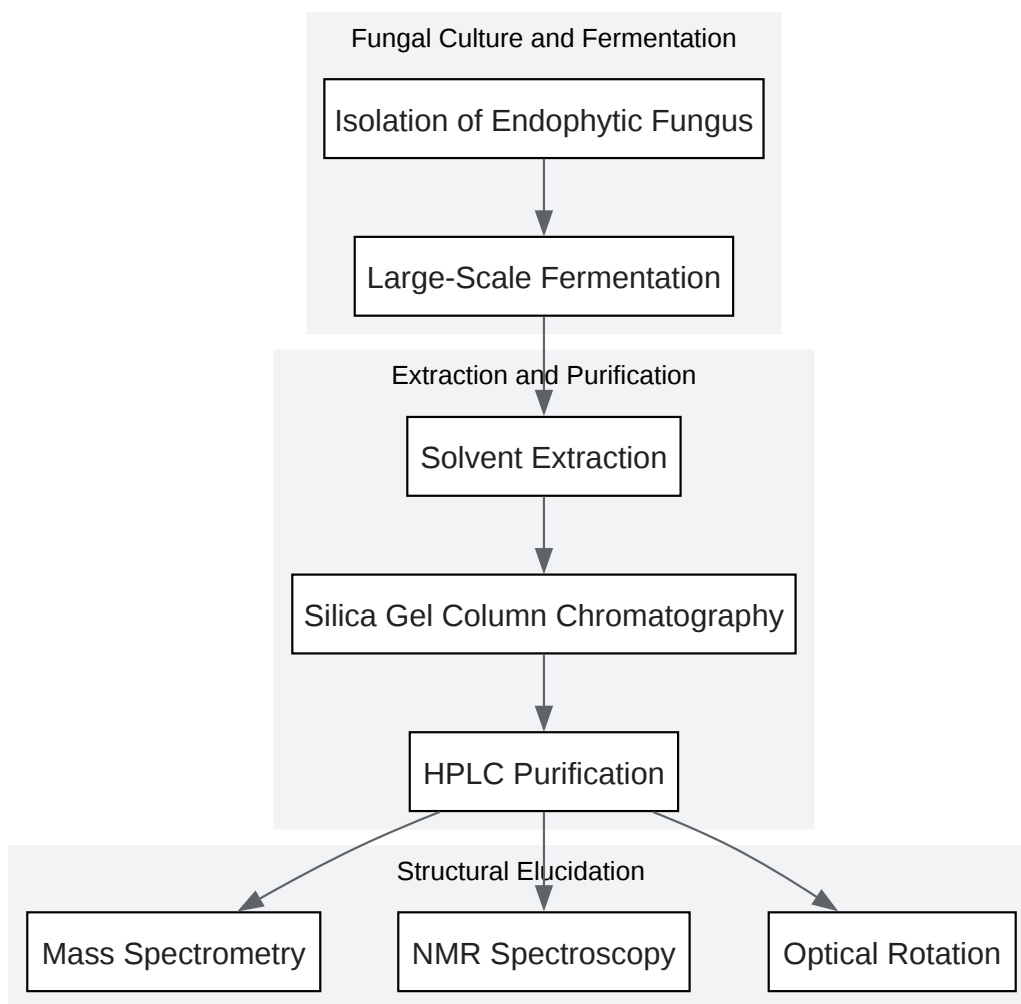 Fungal Culture and Fermentation
Isolation of Endophytic Fungus
Large-Scale Fermentation
Extraction and Purification
Solvent Extraction
Silica Gel Column Chromatography
HPLC Purification
Structural Elucidation
Mass Spectrometry
NMR Spectroscopy
Optical Rotation